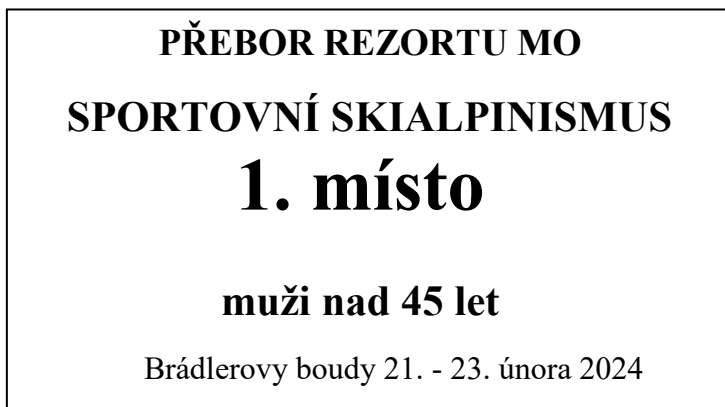 PŘEBOR REZORTU MO
SPORTOVNÍ SKIALPINISMUS
1. místo
muži nad 45 let
Brádlerovy boudy 21. - 23. února 2024